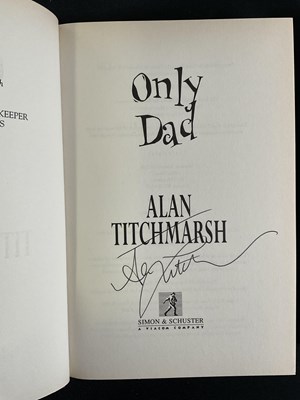 KEEPER
S
Only
Dad
ALAN
TITCHMARSH
SIMON & SCHUSTER
A VIACOM COMPANY